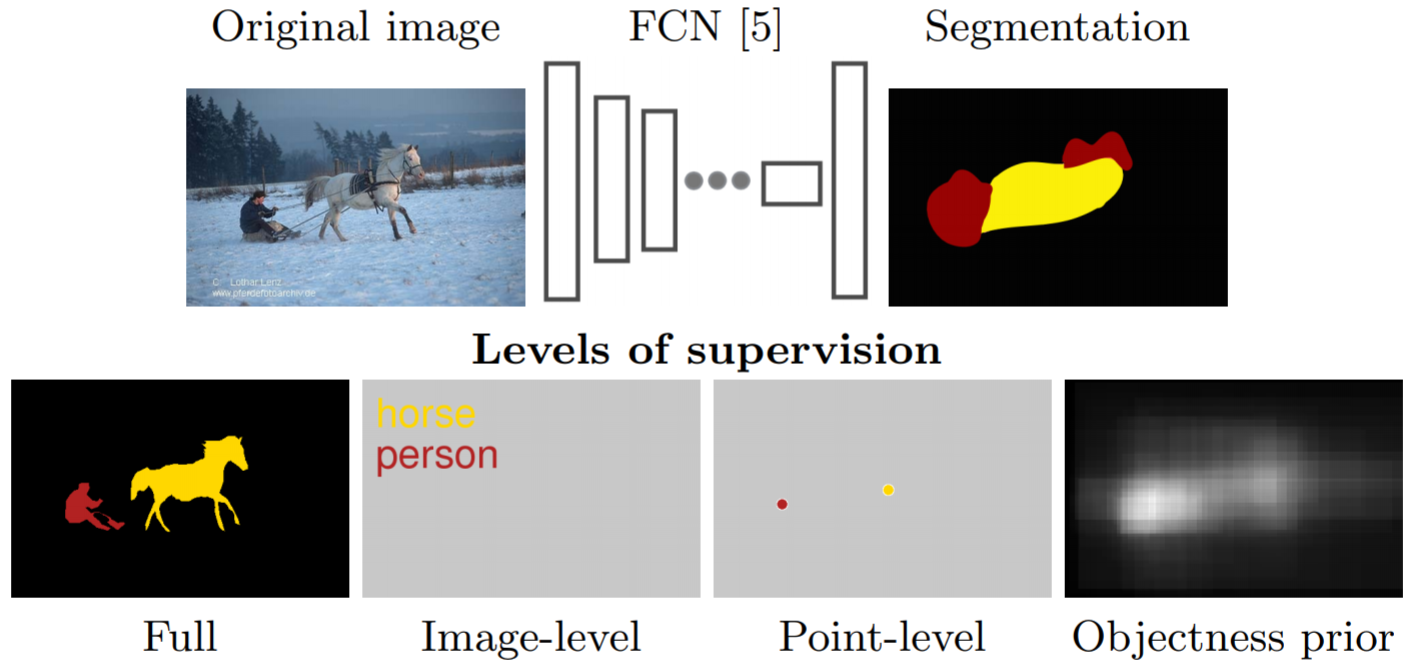 Original image
FCN [5]
Segmentation
C. Lothar Lenz
www.pferdefotoarchiv.de
Levels of supervision
horse
person
Full
Image-level
Point-level
Objectness prior